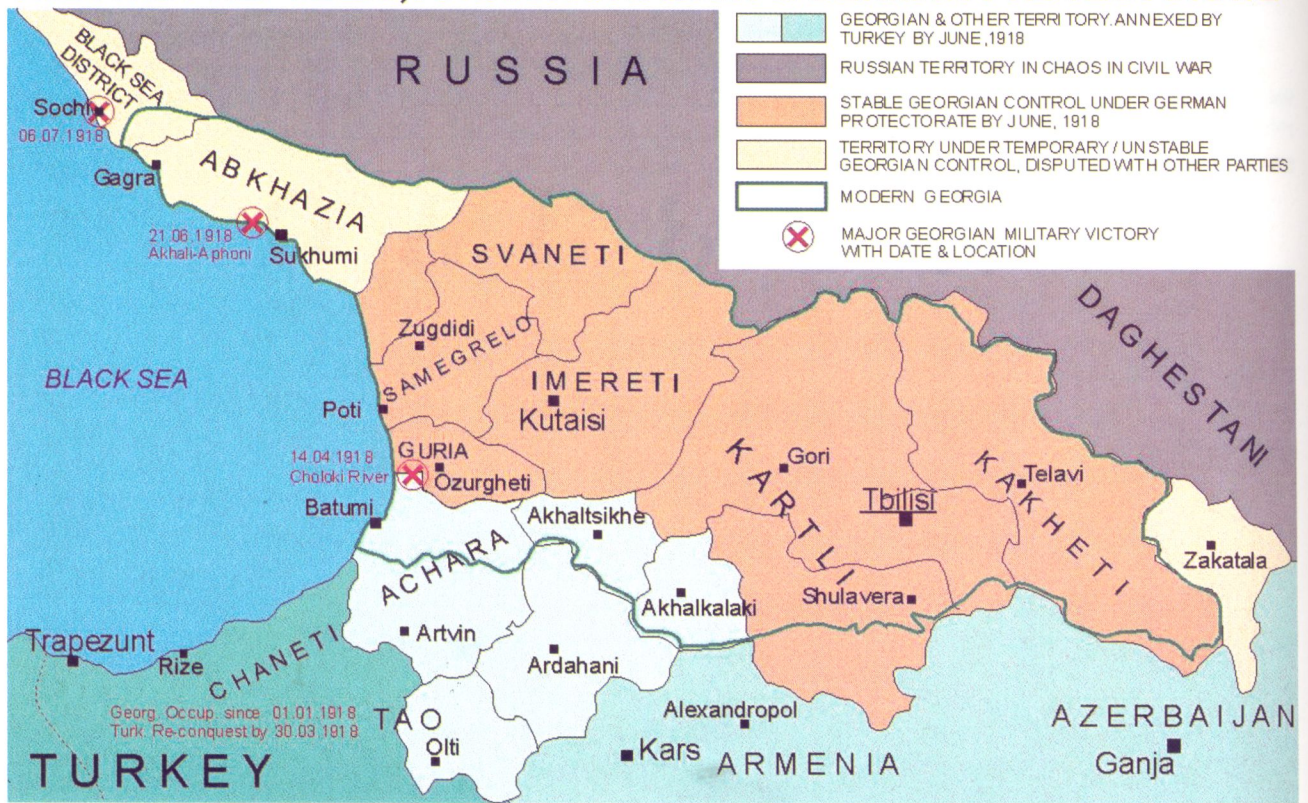 GEORGIAN & OTHER TERRITORY. ANNEXED BY
TURKEY BY JUNE, 1918
RUSSIAN TERRITORY IN CHAOS IN CIVIL WAR
STABLE GEORGIAN CONTROL UNDER GERMAN
PROTECTORATE BY JUNE, 1918
TERRITORY UNDER TEMPORARY / UNSTABLE
GEORGIAN CONTROL, DISPUTED WITH OTHER PARTIES
MODERN GEORGIA
MAJOR GEORGIAN MILITARY VICTORY
WITH DATE & LOCATION
RUSSIA
BLACK SEA
DISTRICT
Sochi
06.07.1918
Gagra
ABKHAZIA
21.06.1918
Akhali-Aphoni
Sukhumi
SVANETI
DAGHESTANI
Zugdidi
SAMEGRELO
BLACK SEA
IMERETI
Kutaisi
Poti
GURIA
14.04.1918
Choloki River
Ozurgheti
KARTLI
Gori
KAKHETI
Telavi
Tbilisi
Batumi
Akhaltsikhe
ACHARA
Zakatala
Akhalkalaki
Shulavera
Artvin
Ardahani
Trapezunt
Rize
CHANETI
Georg. Occup. since 01.01.1918
Turk. Re-conquest by 30.03.1918
TAO
Olti
TURKEY
Alexandropol
Kars
ARMENIA
AZERBAIJAN
Ganja